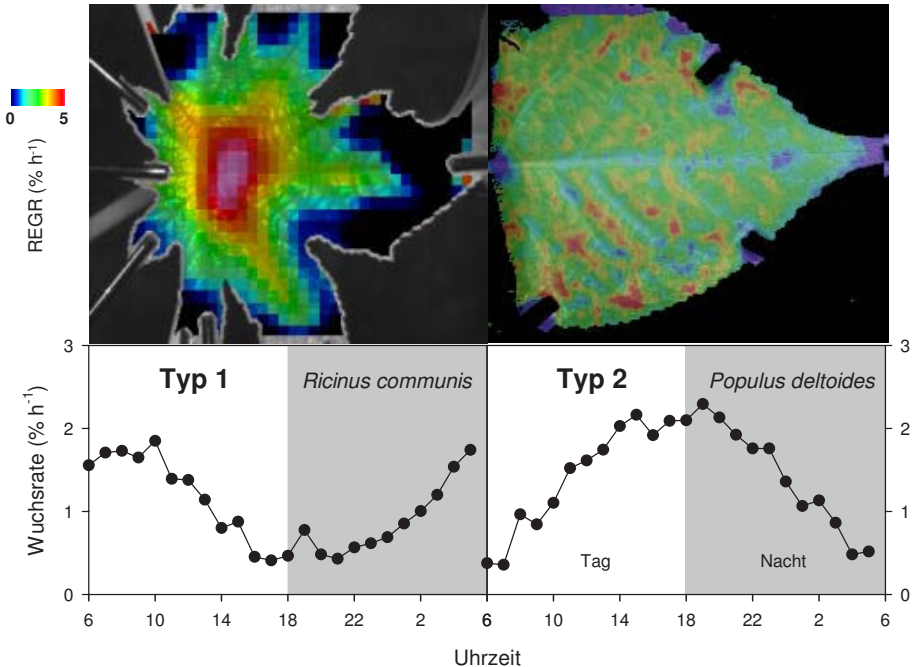 0 5
REGR (% h-1)
3 3
Typ 1 Ricinus communis Typ 2 Populus deltoides
2 2
Wuchsrate (% h-1)
1 1
Tag Nacht
0 0
6 10 14 18 22 2 6 10 14 18 22 2 6
Uhrzeit